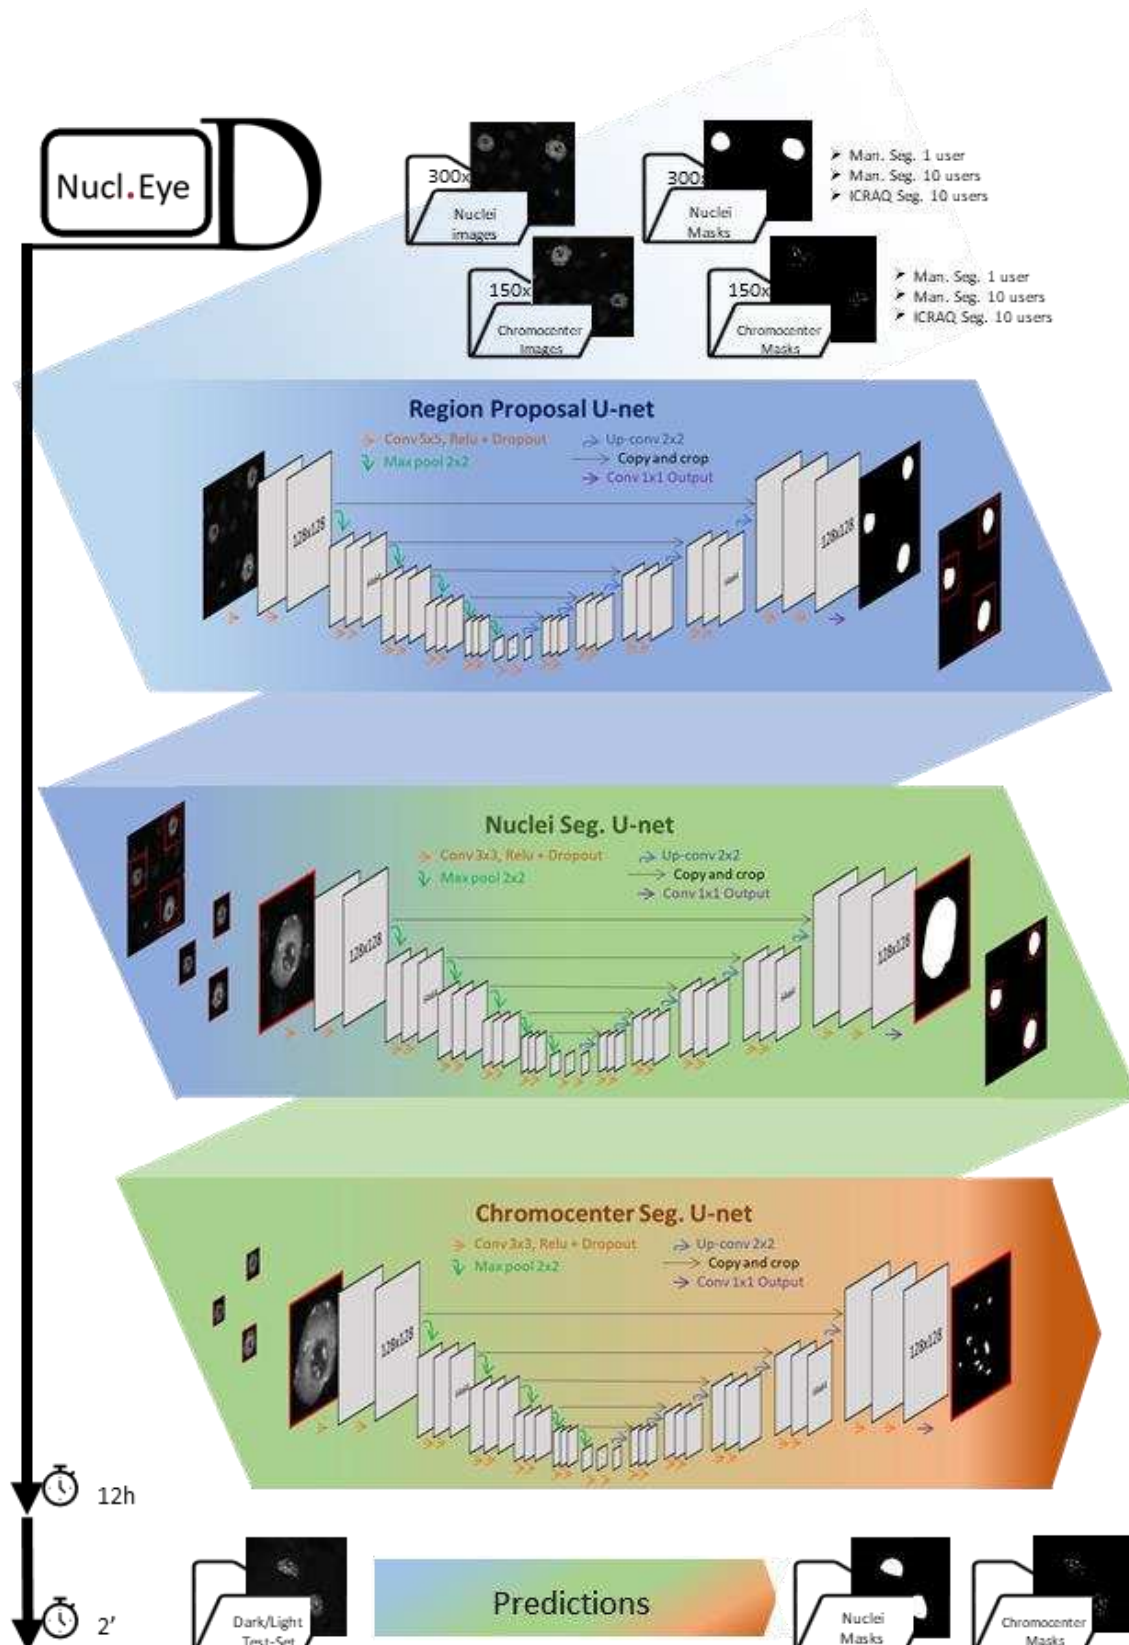 Nucl.Eye
D
300x
Nuclei
images
300x
Nuclei
Masks
➢ Man. Seg. 1 user
➢ Man. Seg. 10 users
➢ ICRAQ Seg. 10 users
150x
Chromocenter
Images
150x
Chromocenter
Masks
➢ Man. Seg. 1 user
➢ Man. Seg. 10 users
➢ ICRAQ Seg. 10 users
Region Proposal U-net
Conv 5x5, Relu + Dropout
Max pool 2x2
Up-conv 2x2
Copy and crop
Conv 1x1 Output
128x128
128x128
Nuclei Seg. U-net
Conv 3x3, Relu + Dropout
Max pool 2x2
Up-conv 2x2
Copy and crop
Conv 1x1 Output
128x128
128x128
Chromocenter Seg. U-net
Conv 3x3, Relu + Dropout
Max pool 2x2
Up-conv 2x2
Copy and crop
Conv 1x1 Output
128x128
128x128
12h
2’
Dark/Light
Test-Set
Predictions
Nuclei
Masks
Chromocenter
Masks